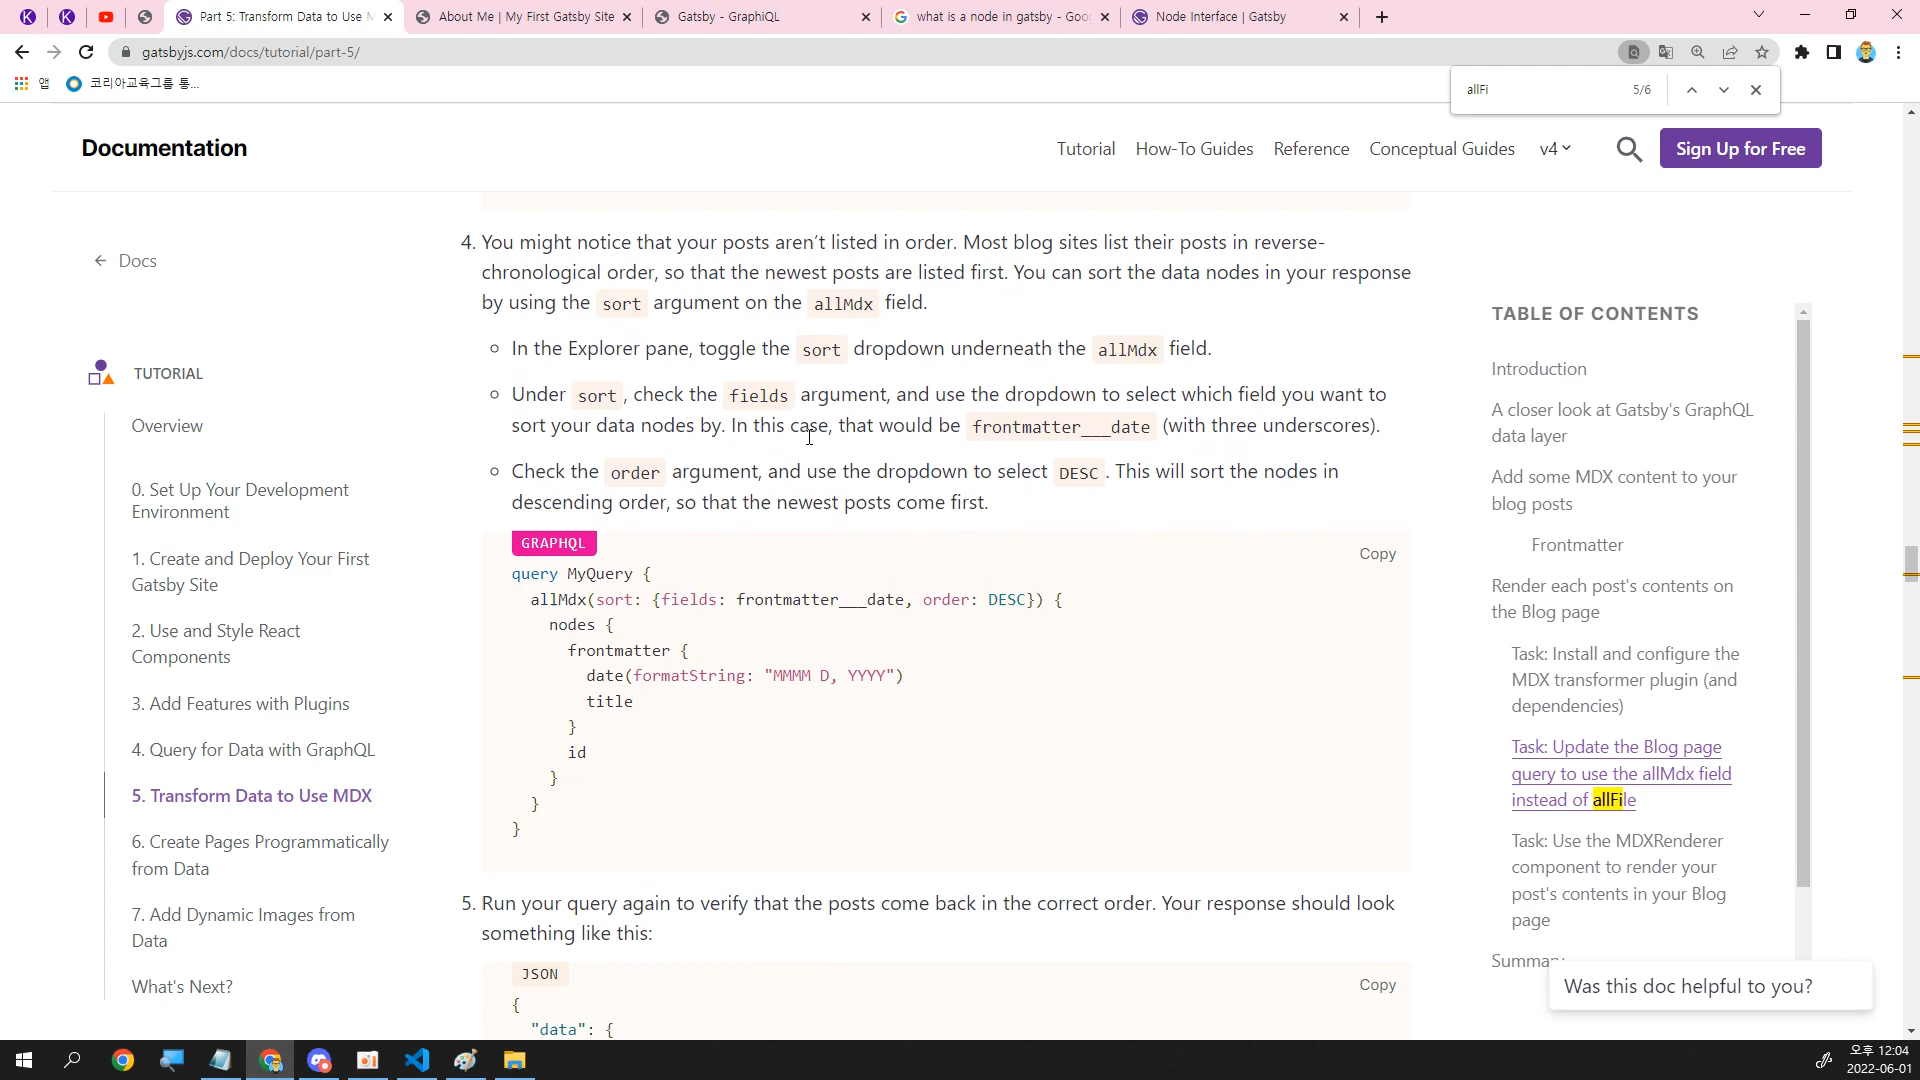 Part 5: Transform Data to Use M
About Me | My First Gatsby Site
Gatsby - GraphiQL
what is a node in gatsby - Goo
Node Interface | Gatsby
gatsbyjs.com/docs/tutorial/part-5/
앱
코리아교육그룹 통...
allFi
5/6
Documentation
Tutorial
How-To Guides
Reference
Conceptual Guides
v4
Sign Up for Free
Docs
TUTORIAL
Overview
0. Set Up Your Development
Environment
1. Create and Deploy Your First
Gatsby Site
2. Use and Style React
Components
3. Add Features with Plugins
4. Query for Data with GraphQL
5. Transform Data to Use MDX
6. Create Pages Programmatically
from Data
7. Add Dynamic Images from
Data
What's Next?
4. You might notice that your posts aren’t listed in order. Most blog sites list their posts in reverse-
chronological order, so that the newest posts are listed first. You can sort the data nodes in your response
by using the sort argument on the allMdx field.
In the Explorer pane, toggle the sort dropdown underneath the allMdx field.
Under sort, check the fields argument, and use the dropdown to select which field you want to
sort your data nodes by. In this case, that would be frontmatter___date (with three underscores).
Check the order argument, and use the dropdown to select DESC. This will sort the nodes in
descending order, so that the newest posts come first.
GRAPHQL
Copy
query MyQuery {
allMdx(sort: {fields: frontmatter___date, order: DESC}) {
nodes {
frontmatter {
date(formatString: "MMMM D, YYYY")
title
}
id
}
}
}
5. Run your query again to verify that the posts come back in the correct order. Your response should look
something like this:
JSON
Copy
{
"data": {
TABLE OF CONTENTS
Introduction
A closer look at Gatsby's GraphQL
data layer
Add some MDX content to your
blog posts
Frontmatter
Render each post's contents on
the Blog page
Task: Install and configure the
MDX transformer plugin (and
dependencies)
Task: Update the Blog page
query to use the allMdx field
instead of allFile
Task: Use the MDXRenderer
component to render your
post's contents in your Blog
page
Summary
Was this doc helpful to you?
오후 12:04
2022-06-01